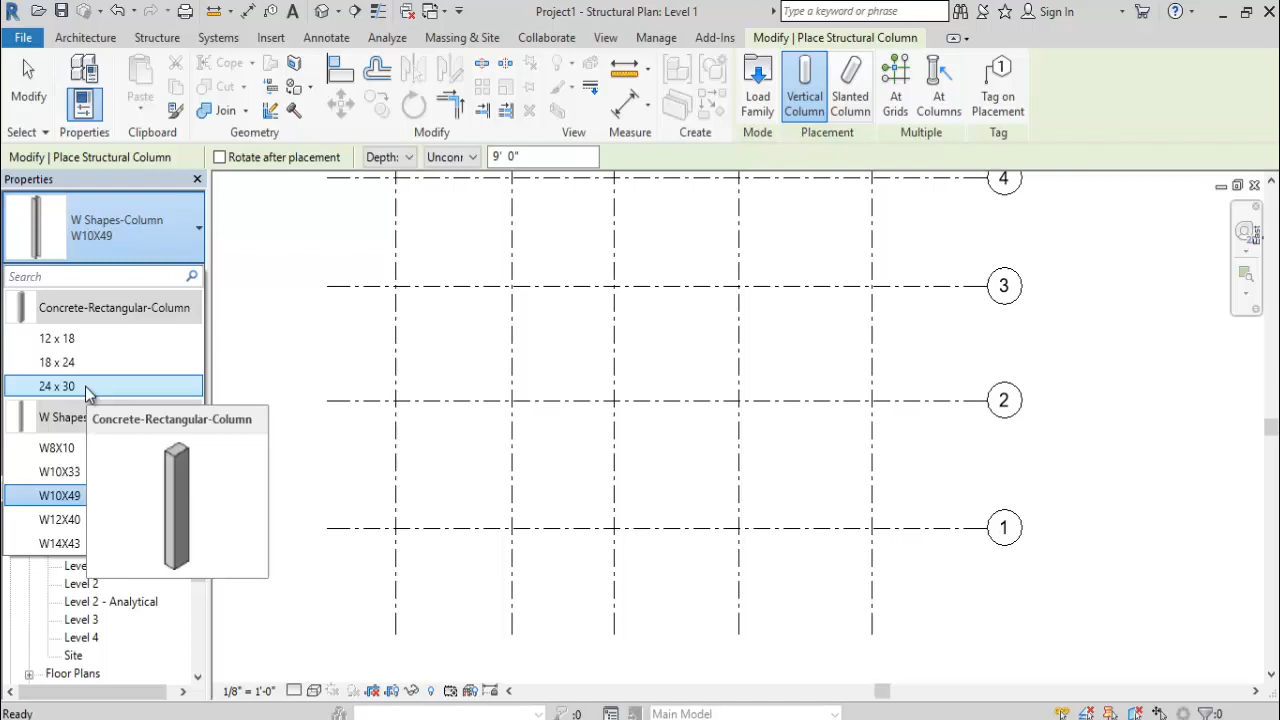 Project1 - Structural Plan: Level 1
Type a keyword or phrase
Sign In
File Architecture Structure Systems Insert Annotate Analyze Massing & Site Collaborate View Manage Add-Ins Modify | Place Structural Column
Modify
Paste
Cope
Cut
Join
Load Family
Vertical Column
Slanted Column
At Grids
At Columns
1
Tag on Placement
Select Properties Clipboard Geometry Modify View Measure Create Mode Placement Multiple Tag
Modify | Place Structural Column Rotate after placement Depth: Unconr 9' 0"
Properties
W Shapes-Column
W10X49
Search
Concrete-Rectangular-Column
12 x 18
18 x 24
24 x 30
W Shapes
Concrete-Rectangular-Column
W8X10
W10X33
W10X49
W12X40
W14X43
Leve
Level 2
Level 2 - Analytical
Level 3
Level 4
Site
Floor Plans
4
3
2
1
East
1/8" = 1'-0"
Ready
:0
Main Model
:0